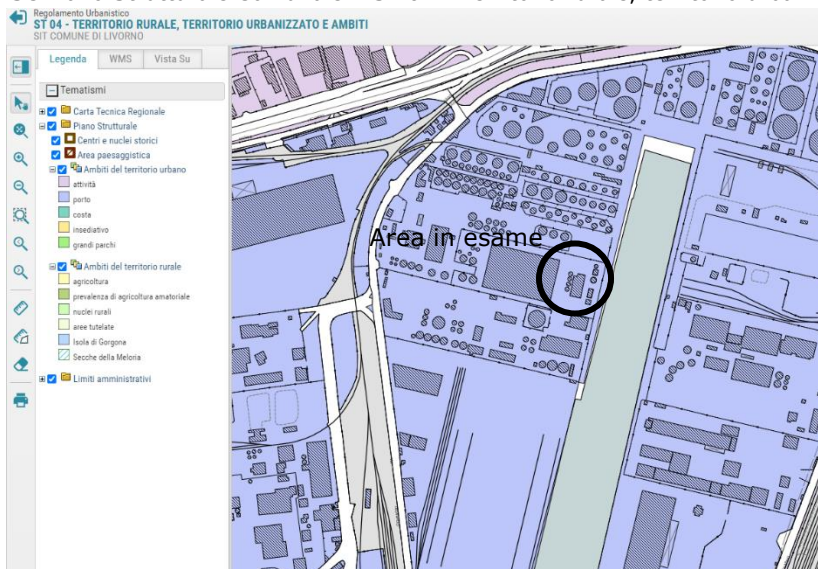 Regolamento Urbanistico
ST 04 - TERRITORIO RURALE, TERRITORIO URBANIZZATO E AMBITI
SIT COMUNE DI LIVORNO
Legenda WMS Vista Su
Tematismi
Carta Tecnica Regionale
Piano Strutturale
Centri e nuclei storici
Area paesaggistica
Ambiti del territorio urbano
attività
porto
costa
insediativo
grandi parchi
Ambiti del territorio rurale
agricoltura
prevalenza di agricoltura amatoriale
nuclei rurali
aree tutelate
Isola di Gorgona
Secche della Meloria
Limiti amministrativi
Area in esame